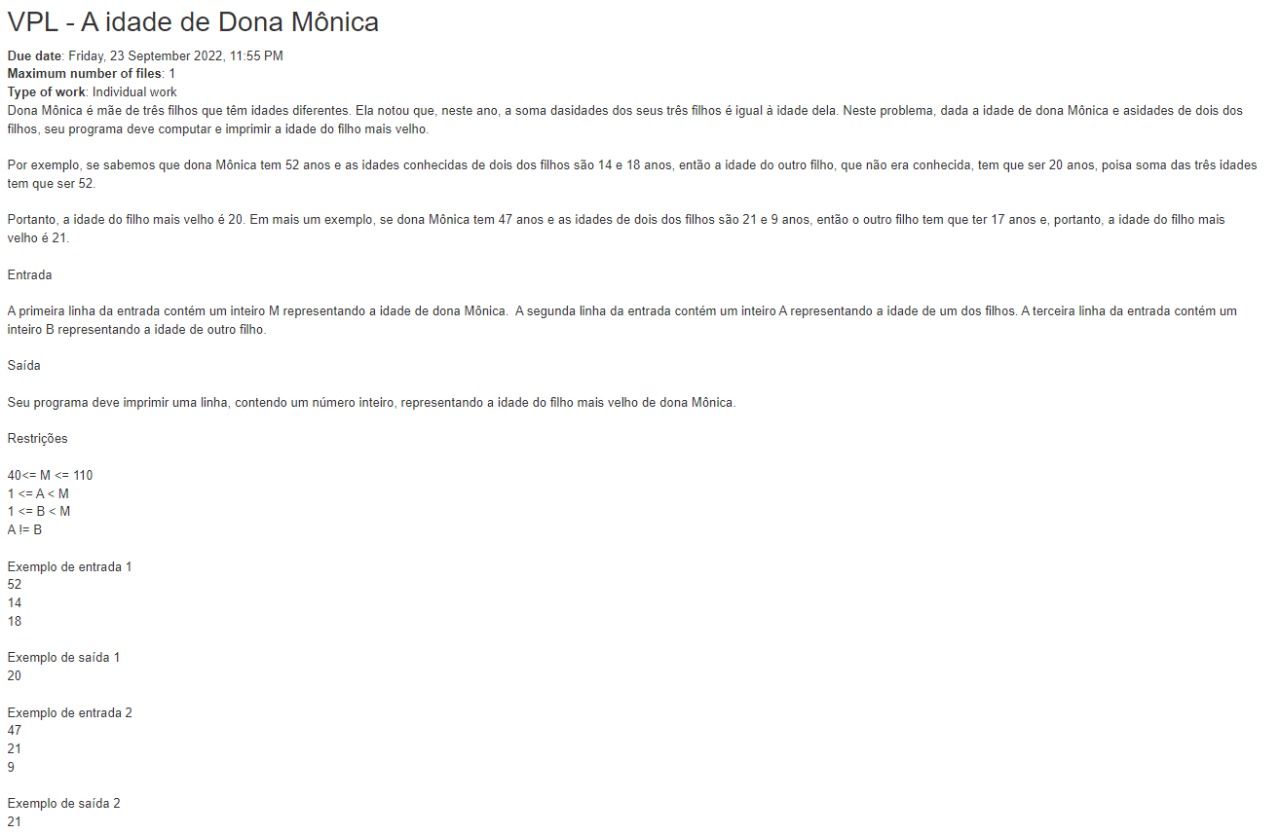 VPL - A idade de Dona Mônica
Due date: Friday, 23 September 2022, 11:55 PM
Maximum number of files: 1
Type of work: Individual work
Dona Mônica é mãe de três filhos que têm idades diferentes. Ela notou que, neste ano, a soma dasidades dos seus três filhos é igual à idade dela. Neste problema, dada a idade de dona Mônica e asidades de dois dos
filhos, seu programa deve computar e imprimir a idade do filho mais velho.
Por exemplo, se sabemos que dona Mônica tem 52 anos e as idades conhecidas de dois dos filhos são 14 e 18 anos, então a idade do outro filho, que não era conhecida, tem que ser 20 anos, poisa soma das três idades
tem que ser 52.
Portanto, a idade do filho mais velho é 20. Em mais um exemplo, se dona Mônica tem 47 anos e as idades de dois dos filhos são 21 e 9 anos, então o outro filho tem que ter 17 anos e, portanto, a idade do filho mais
velho é 21.
Entrada
A primeira linha da entrada contém um inteiro M representando a idade de dona Mônica.  A segunda linha da entrada contém um inteiro A representando a idade de um dos filhos. A terceira linha da entrada contém um
inteiro B representando a idade de outro filho.
Saída
Seu programa deve imprimir uma linha, contendo um número inteiro, representando a idade do filho mais velho de dona Mônica.
Restrições
40<= M <= 110
1 <= A < M
1 <= B < M
A != B
Exemplo de entrada 1
52
14
18
Exemplo de saída 1
20
Exemplo de entrada 2
47
21
9
Exemplo de saída 2
21